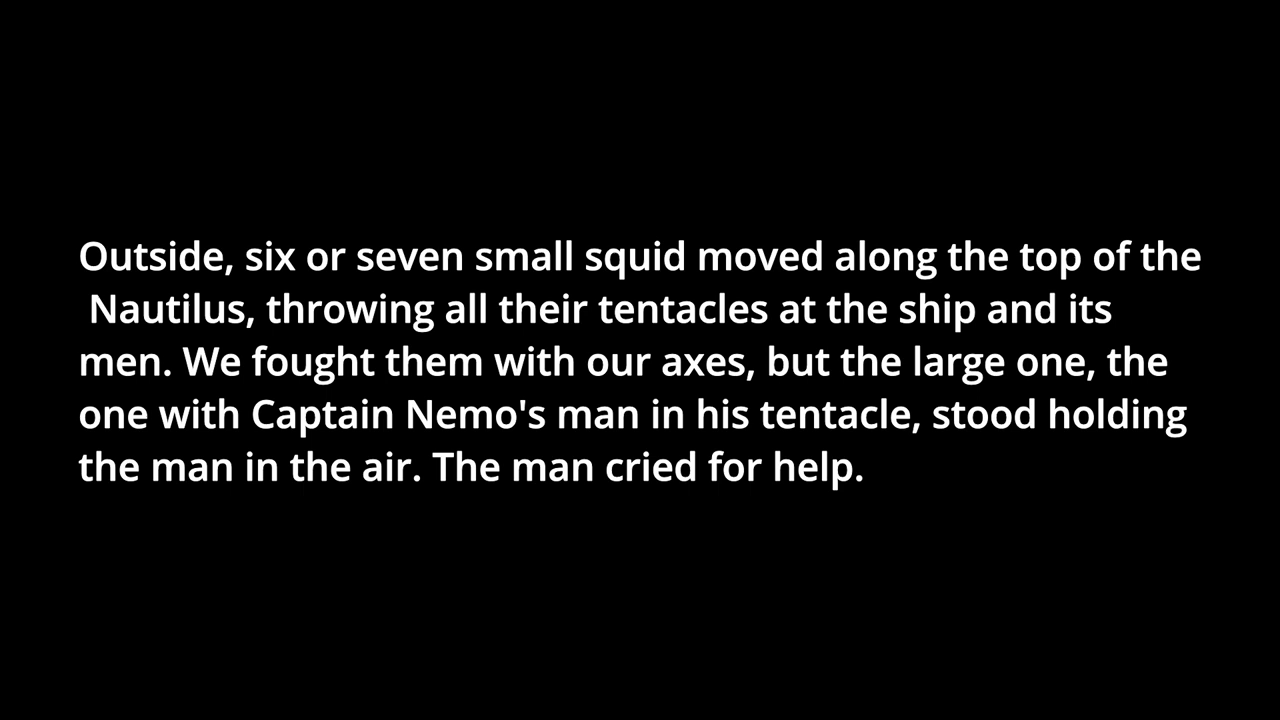 Outside, six or seven small squid moved along the top of the
Nautilus, throwing all their tentacles at the ship and its
men. We fought them with our axes, but the large one, the
one with Captain Nemo's man in his tentacle, stood holding
the man in the air. The man cried for help.